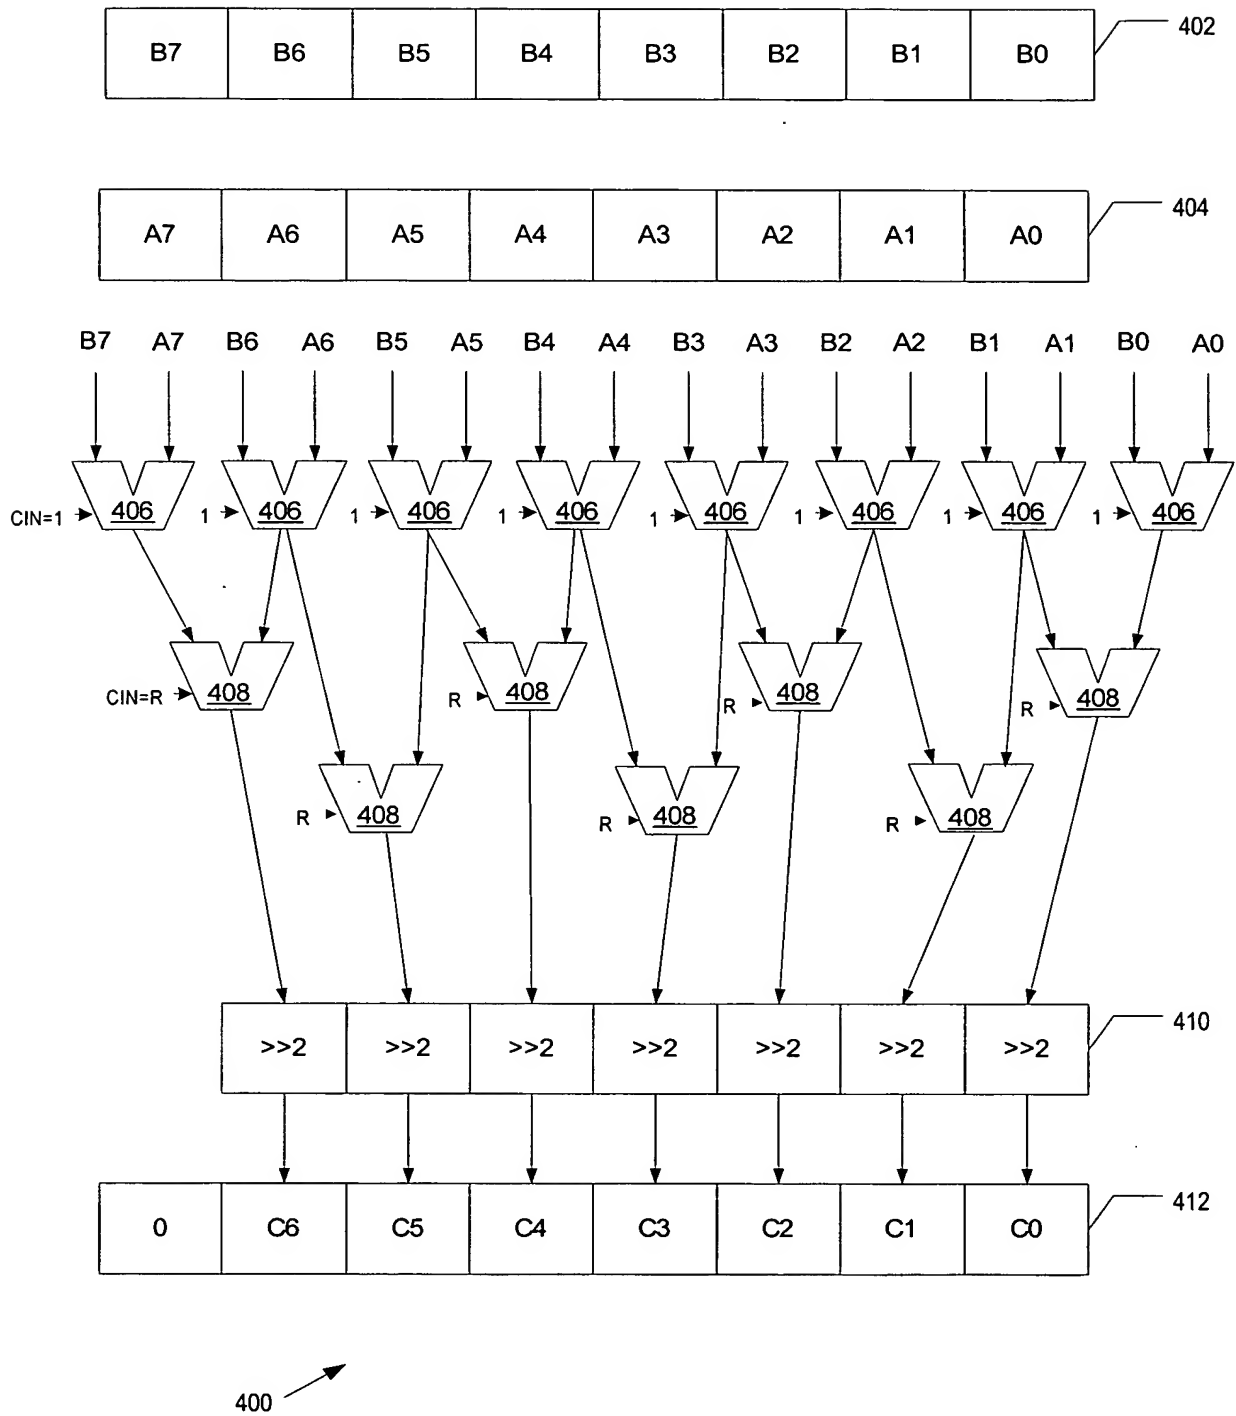 B7 B6 B5 B4 B3 B2 B1 B0 402
A7 A6 A5 A4 A3 A2 A1 A0 404
B7 A7 B6 A6 B5 A5 B4 A4 B3 A3 B2 A2 B1 A1 B0 A0
CIN=1 406 1 406 1 406 1 406 1 406 1 406 1 406 1 406
CIN=R 408 R 408 R 408 R 408
R 408 R 408 R 408
>>2 >>2 >>2 >>2 >>2 >>2 >>2 410
0 C6 C5 C4 C3 C2 C1 C0 412
400